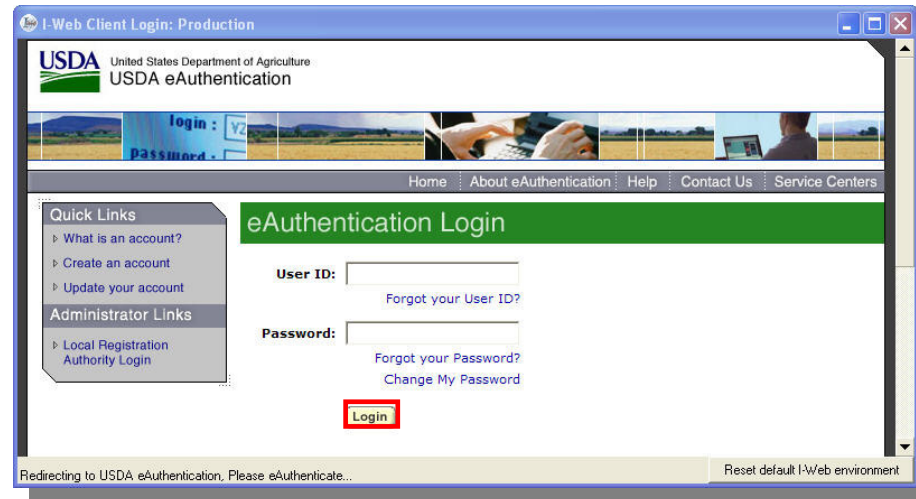 I-Web Client Login: Production
USDA United States Department of Agriculture
USDA eAuthentication
login : YZ
password :
Home About eAuthentication Help Contact Us Service Centers
Quick Links
What is an account?
Create an account
Update your account
Administrator Links
Local Registration
Authority Login
eAuthentication Login
User ID:
Forgot your User ID?
Password:
Forgot your Password?
Change My Password
Login
Redirecting to USDA eAuthentication, Please eAuthenticate...
Reset default I-Web environment